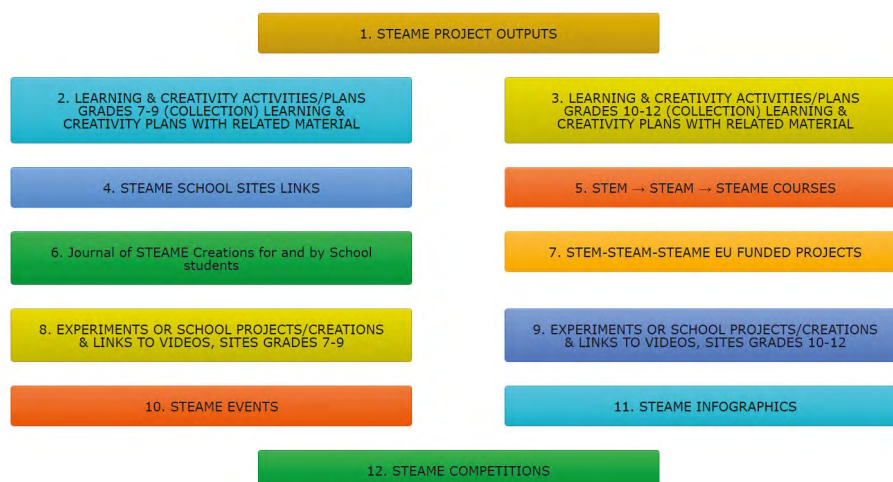 1. STEAME PROJECT OUTPUTS
2. LEARNING & CREATIVITY ACTIVITIES/PLANS
GRADES 7-9 (COLLECTION) LEARNING &
CREATIVITY PLANS WITH RELATED MATERIAL
3. LEARNING & CREATIVITY ACTIVITIES/PLANS
GRADES 10-12 (COLLECTION) LEARNING &
CREATIVITY PLANS WITH RELATED MATERIAL
4. STEAME SCHOOL SITES LINKS
5. STEM → STEAM → STEAME COURSES
6. Journal of STEAME Creations for and by School
students
7. STEM-STEAM-STEAME EU FUNDED PROJECTS
8. EXPERIMENTS OR SCHOOL PROJECTS/CREATIONS
& LINKS TO VIDEOS, SITES GRADES 7-9
9. EXPERIMENTS OR SCHOOL PROJECTS/CREATIONS
& LINKS TO VIDEOS, SITES GRADES 10-12
10. STEAME EVENTS
11. STEAME INFOGRAPHICS
12. STEAME COMPETITIONS